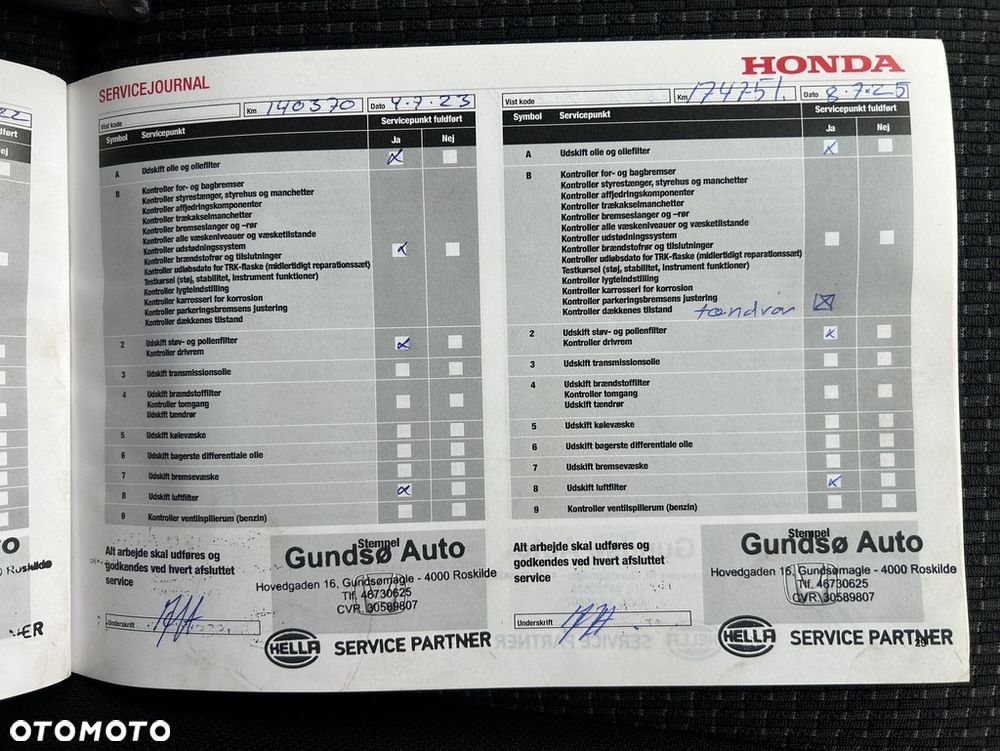 SERVICEJOURNAL
Vist kode
Km 140370
Dato 4.7.23
Symbol Servicepunkt
Servicepunkt fuldført
Ja Nej
A Udskift olie og oliefilter
B Kontroller for- og bagbremser
Kontroller styrestænger, styrehus og manchetter
Kontroller affjedringskomponenter
Kontroller trækakselmanchetter
Kontroller bremseslanger og –rør
Kontroller alle væskeniveauer og væsketilstande
Kontroller udstødningssystem
Kontroller brændstofrør og tilslutninger
Kontroller udløbsdato for TRK-flaske (midlertidigt reparationssæt)
Testkørsel (støj, stabilitet, instrument funktioner)
Kontroller lygteindstilling
Kontroller karrosseri for korrosion
Kontroller parkeringsbremsens justering
Kontroller dækkenes tilstand
2 Udskift støv- og pollenfilter
Kontroller drivrem
3 Udskift transmissionsolie
4 Udskift brændstoffilter
Kontroller tomgang
Udskift tændrør
5 Udskift kølevæske
6 Udskift bagerste differentiale olie
7 Udskift bremsevæske
8 Udskift luftfilter
9 Kontroller ventilspillerum (benzin)
Alt arbejde skal udføres og
godkendes ved hvert afsluttet
service
Underskrift
Stempel
Gundsø Auto
Hovedgaden 16, Gundsømagle - 4000 Roskilde
Tlf. 46730625
CVR. 30589807
HELLA SERVICE PARTNER
HONDA
Vist kode
Km 174751.
Dato 8.7.25
Symbol Servicepunkt
Servicepunkt fuldført
Ja Nej
A Udskift olie og oliefilter
B Kontroller for- og bagbremser
Kontroller styrestænger, styrehus og manchetter
Kontroller affjedringskomponenter
Kontroller trækakselmanchetter
Kontroller bremseslanger og –rør
Kontroller alle væskeniveauer og væsketilstande
Kontroller udstødningssystem
Kontroller brændstofrør og tilslutninger
Kontroller udløbsdato for TRK-flaske (midlertidigt reparationssæt)
Testkørsel (støj, stabilitet, instrument funktioner)
Kontroller lygteindstilling
Kontroller karrosseri for korrosion
Kontroller parkeringsbremsens justering
Kontroller dækkenes tilstand tændrør
2 Udskift støv- og pollenfilter
Kontroller drivrem
3 Udskift transmissionsolie
4 Udskift brændstoffilter
Kontroller tomgang
Udskift tændrør
5 Udskift kølevæske
6 Udskift bagerste differentiale olie
7 Udskift bremsevæske
8 Udskift luftfilter
9 Kontroller ventilspillerum (benzin)
Alt arbejde skal udføres og
godkendes ved hvert afsluttet
service
Underskrift
Stempel
Gundsø Auto
Hovedgaden 16, Gundsømagle - 4000 Roskilde
Tlf. 46730625
CVR. 30589807
HELLA SERVICE PARTNER
OTOMOTO